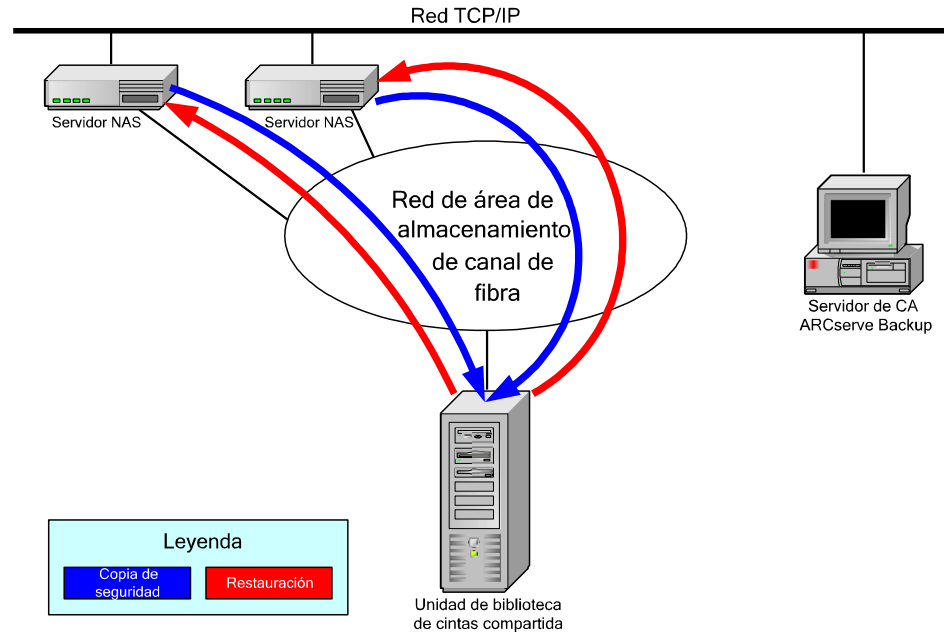 Red TCP/IP
Servidor NAS
Servidor NAS
Red de área de
almacenamiento
de canal de
fibra
Servidor de CA
ARCserve Backup
Leyenda
Copia de
seguridad
Restauración
Unidad de biblioteca
de cintas compartida